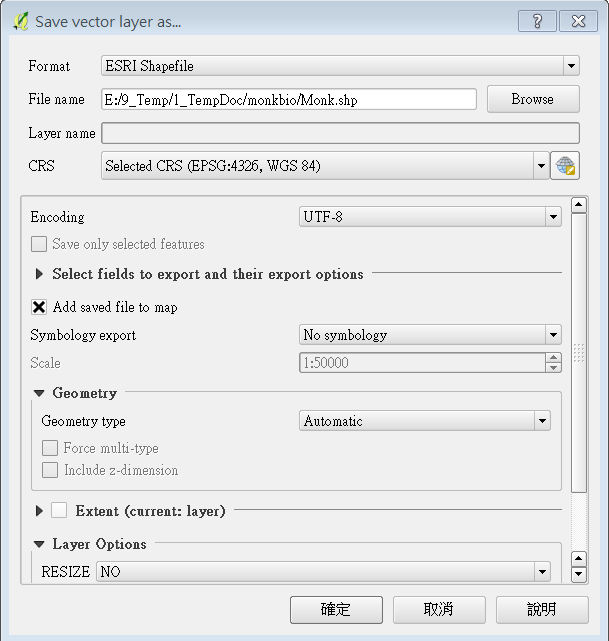 Save vector layer as...
Format ESRI Shapefile
File name E:/9_Temp/1_TempDoc/monkbio/Monk.shp Browse
Layer name
CRS Selected CRS (EPSG:4326, WGS 84)
Encoding UTF-8
Save only selected features
Select fields to export and their export options
Add saved file to map
Symbology export No symbology
Scale 1:50000
Geometry
Geometry type Automatic
Force multi-type
Include z-dimension
Extent (current: layer)
Layer Options
RESIZE NO
確定 取消 說明